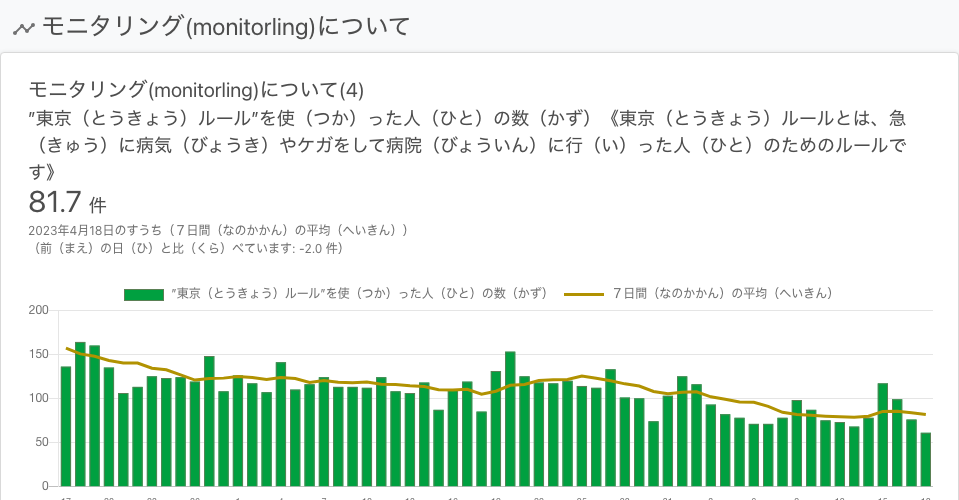 モニタリング(monitorling)について
モニタリング(monitorling)について(4)
”東京（とうきょう）ルール”を使（つか）った人（ひと）の数（かず）《東京（とうきょう）ルールとは、急
（きゅう）に病気（びょうき）やケガをして病院（びょういん）に行（い）った人（ひと）のためのルールで
す》
81.7 件
2023年4月18日のすうち（７日間（なのかかん）の平均（へいきん））
（前（まえ）の日（ひ）と比（くら）べています: -2.0 件）
”東京（とうきょう）ルール”を使（つか）った人（ひと）の数（かず） ７日間（なのかかん）の平均（へいきん）
200
150
100
50
0